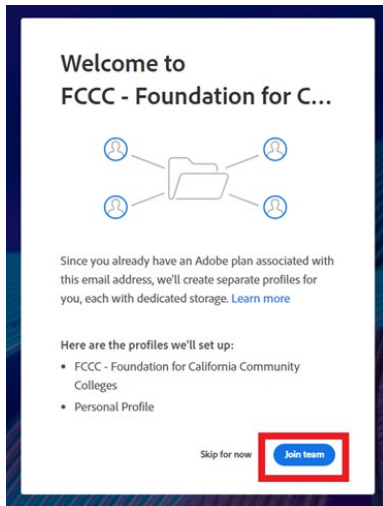 Welcome to
FCCC - Foundation for C...
Since you already have an Adobe plan associated with
this email address, we'll create separate profiles for
you, each with dedicated storage. Learn more
Here are the profiles we'll set up:
• FCCC - Foundation for California Community
Colleges
• Personal Profile
Skip for now Join team